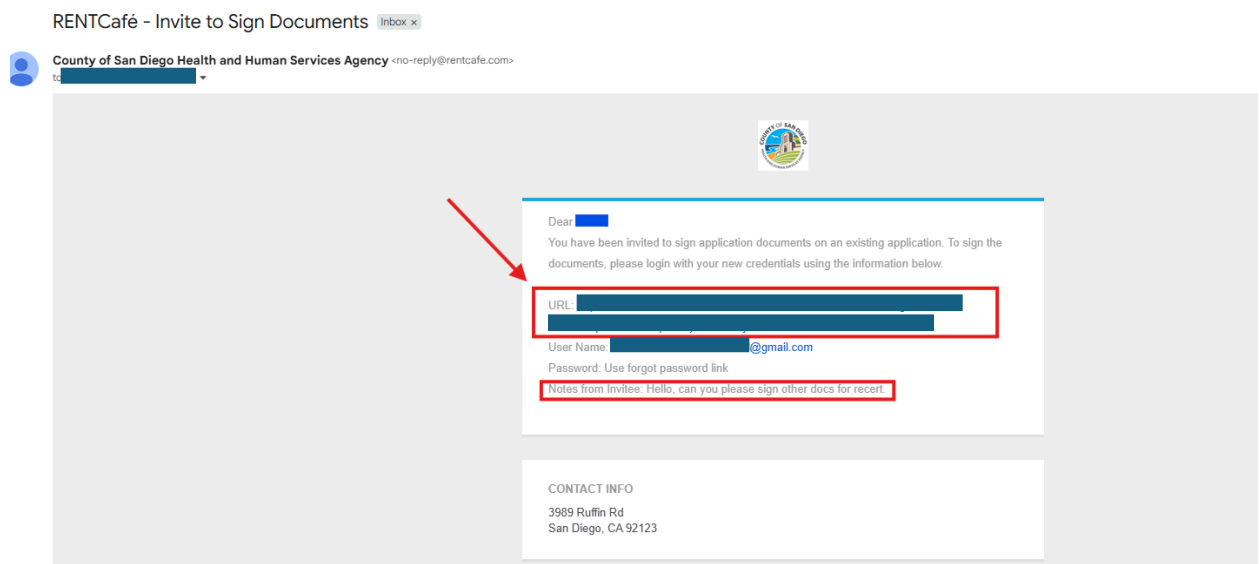 RENTCafé - Invite to Sign Documents Inbox x
County of San Diego Health and Human Services Agency <no-reply@rentcafe.com>
to
COUNTY OF SAN DIEGO
Dear
You have been invited to sign application documents on an existing application. To sign the
documents, please login with your new credentials using the information below.
URL:
User Name: @gmail.com
Password: Use forgot password link
Notes from Invitee: Hello, can you please sign other docs for recert.
CONTACT INFO
3989 Ruffin Rd
San Diego, CA 92123